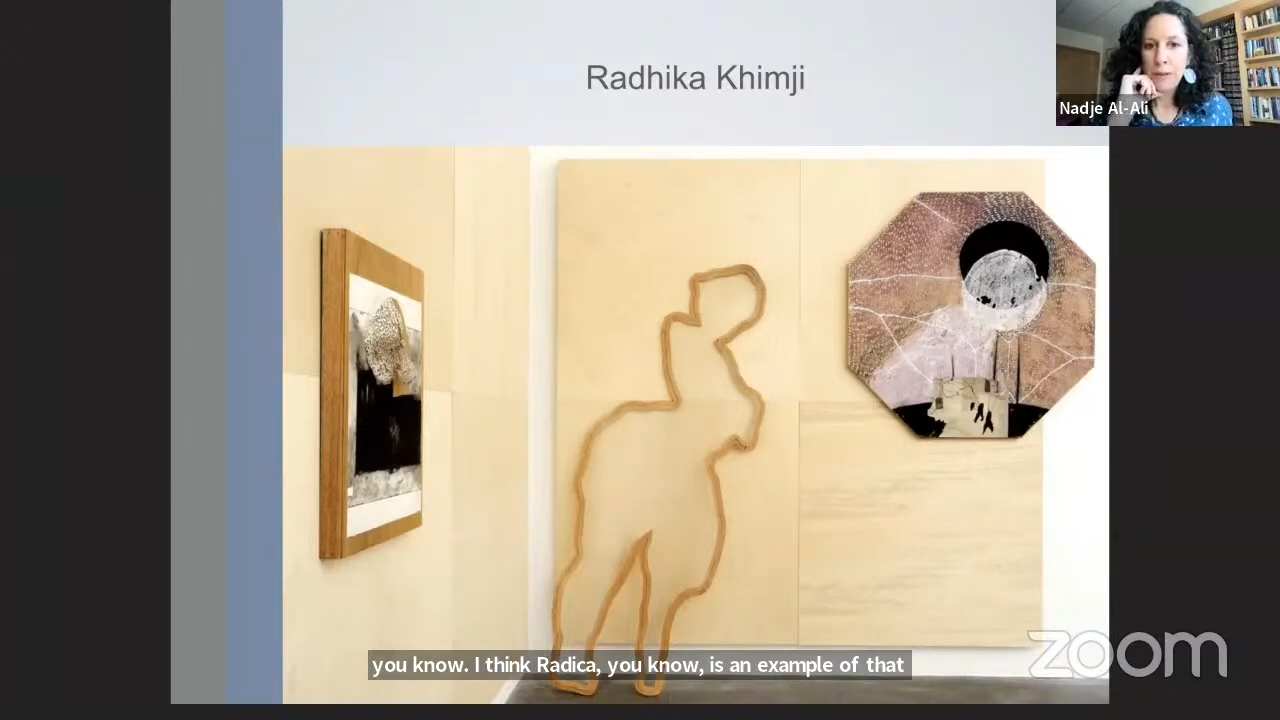 Radhika Khimji
Nadje Al-Ali
you know. I think Radica, you know, is an example of that
zoom